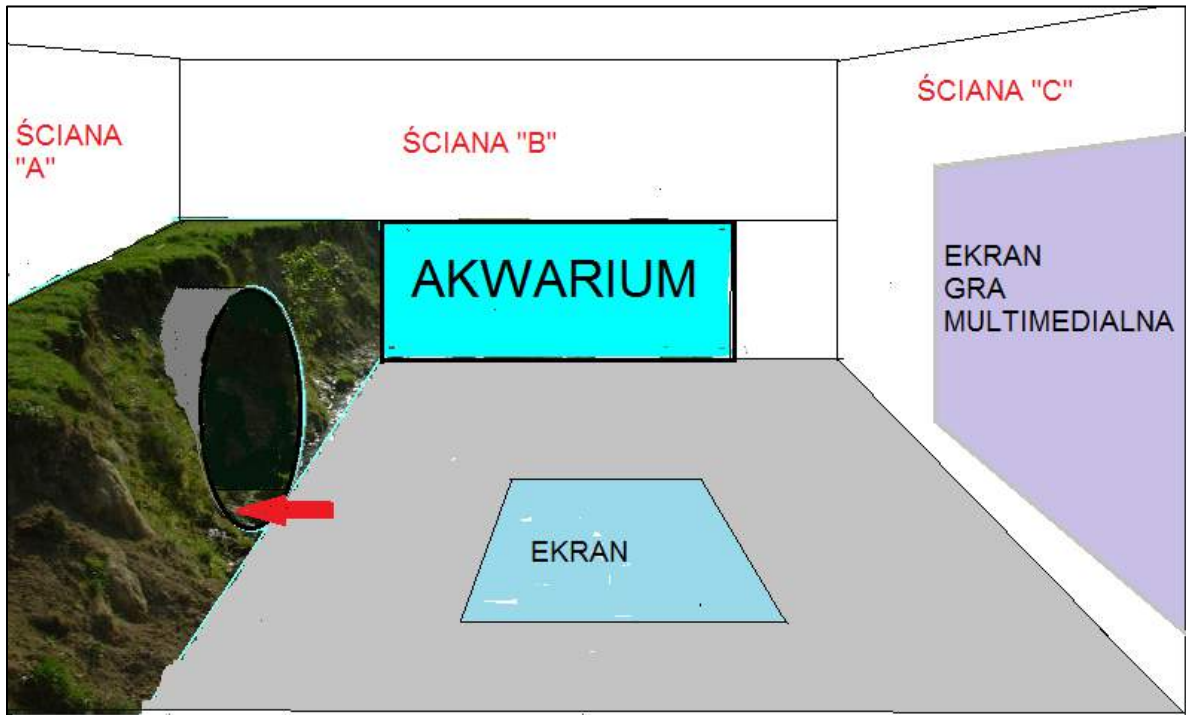 ŚCIANA
"A"
ŚCIANA "B"
ŚCIANA "C"
AKWARIUM
EKRAN
GRA
MULTIMEDIALNA
EKRAN